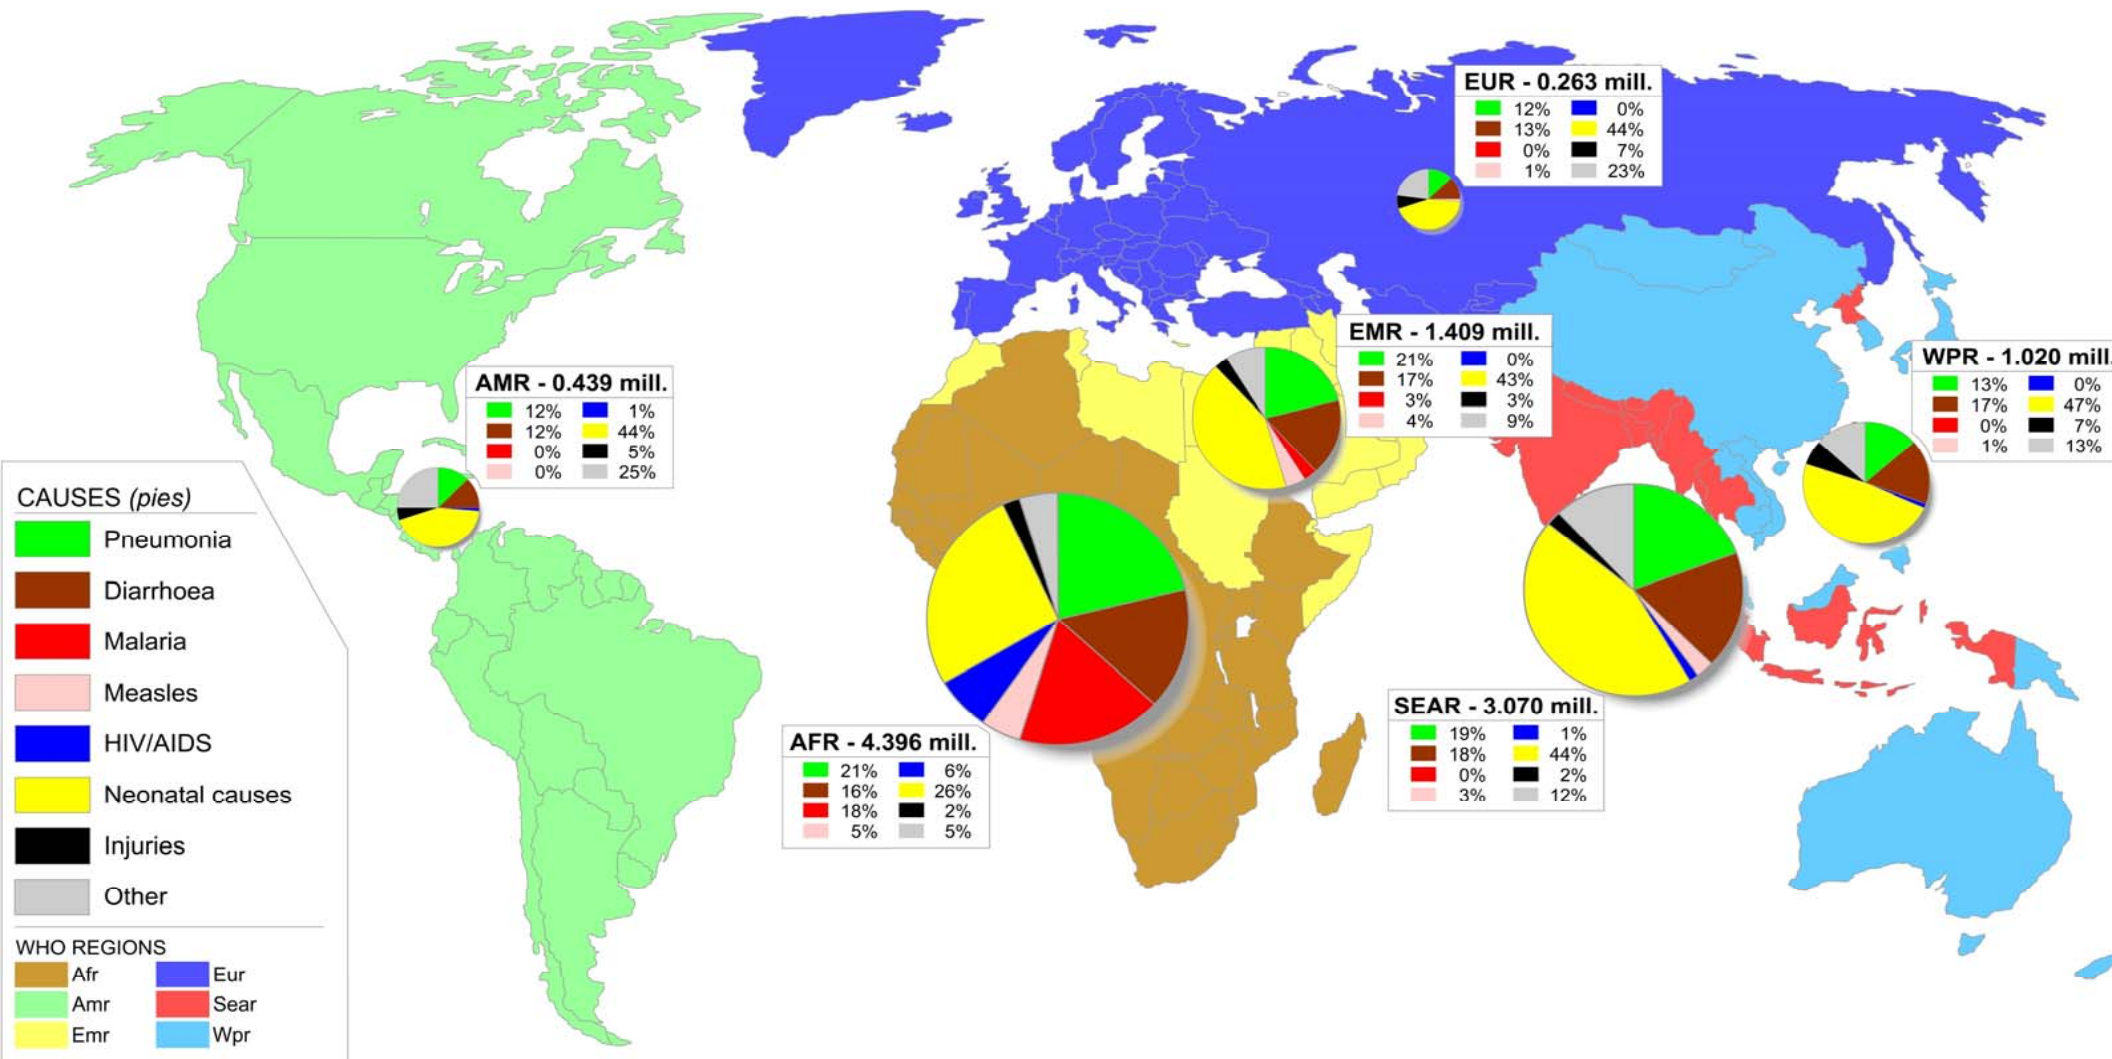 EUR - 0.263 mill.
12% 0%
13% 44%
0% 7%
1% 23%
EMR - 1.409 mill.
21% 0%
17% 43%
3% 3%
4% 9%
WPR - 1.020 mill.
13% 0%
17% 47%
0% 7%
1% 13%
AMR - 0.439 mill.
12% 1%
12% 44%
0% 5%
0% 25%
CAUSES (pies)
Pneumonia
Diarrhoea
Malaria
Measles
HIV/AIDS
Neonatal causes
Injuries
Other
WHO REGIONS
Afr Eur
Amr Sear
Emr Wpr
AFR - 4.396 mill.
21% 6%
16% 26%
18% 2%
5% 5%
SEAR - 3.070 mill.
19% 1%
18% 44%
0% 2%
3% 12%